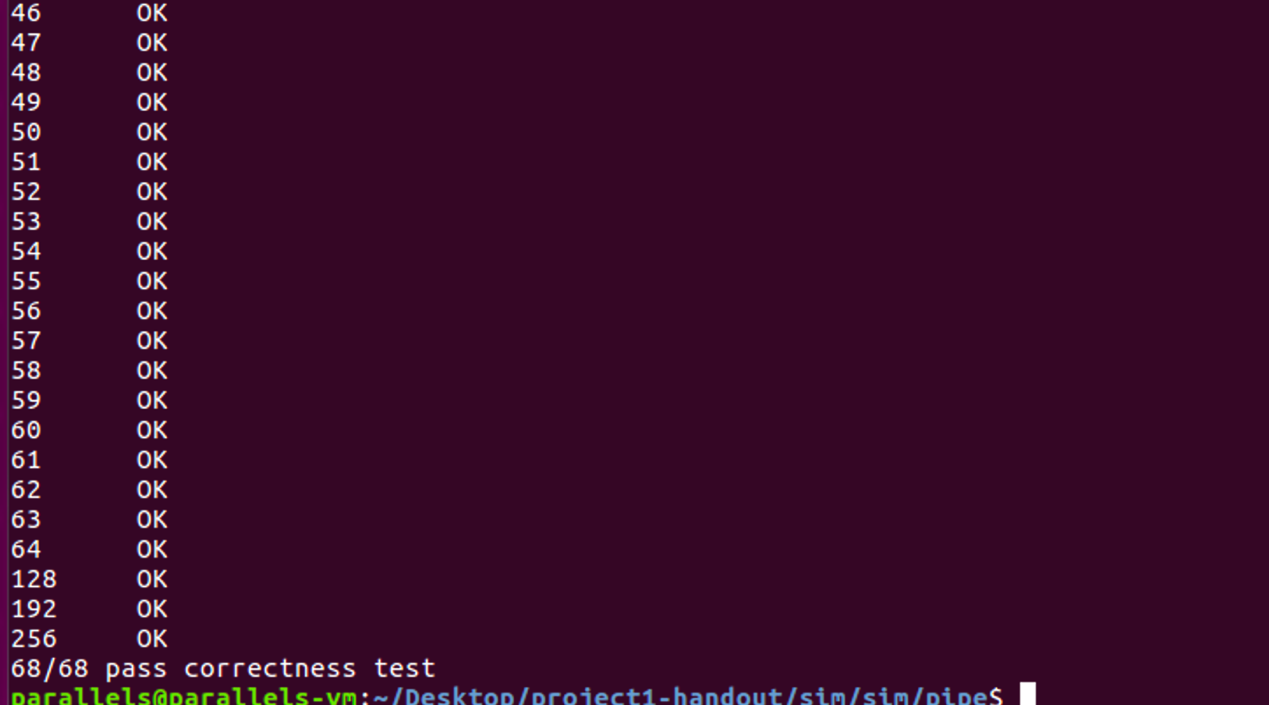 46 OK
47 OK
48 OK
49 OK
50 OK
51 OK
52 OK
53 OK
54 OK
55 OK
56 OK
57 OK
58 OK
59 OK
60 OK
61 OK
62 OK
63 OK
64 OK
128 OK
192 OK
256 OK
68/68 pass correctness test
parallels@parallels-vm:~/Desktop/project1-handout/sim/sim/pipe$